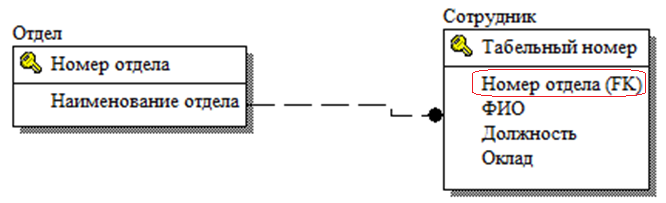 Отдел
Номер отдела
Наименование отдела
Сотрудник
Табельный номер
Номер отдела (FK)
ФИО
Должность
Оклад